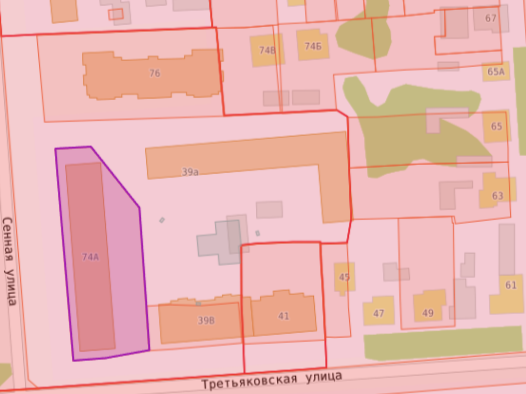 67
74В
74Б
65А
76
65
39а
63
Сенная улица
74А
45
61
39В
41
47
49
Третьяковская улица